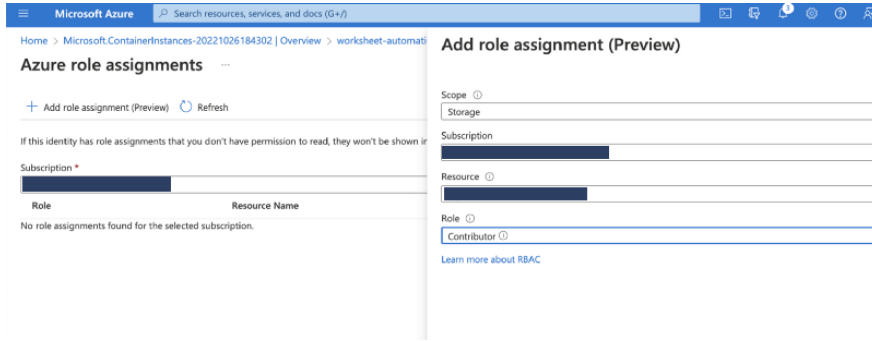 Microsoft Azure
Search resources, services, and docs (G+/)
3
Home > Microsoft.ContainerInstances-20221026184302 | Overview > worksheet-automati
Azure role assignments ...
+ Add role assignment (Preview) Refresh
If this identity has role assignments that you don't have permission to read, they won't be shown in
Subscription *
Role Resource Name
No role assignments found for the selected subscription.
Add role assignment (Preview)
Scope
Storage
Subscription
Resource
Role
Contributor
Learn more about RBAC